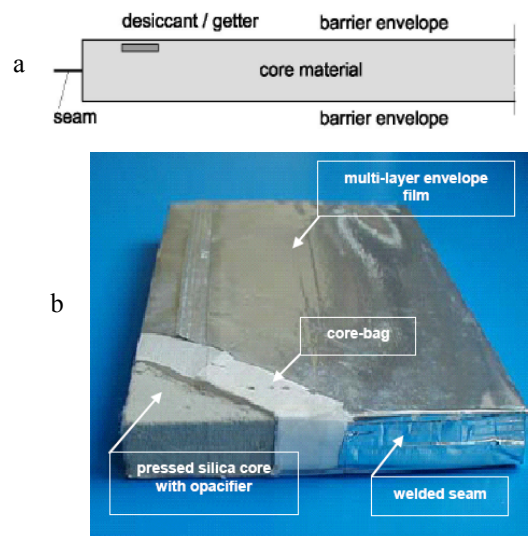 desiccant / getter
barrier envelope
a
core material
seam
barrier envelope
multi-layer envelope
film
b
core-bag
pressed silica core
with opacifier
welded seam